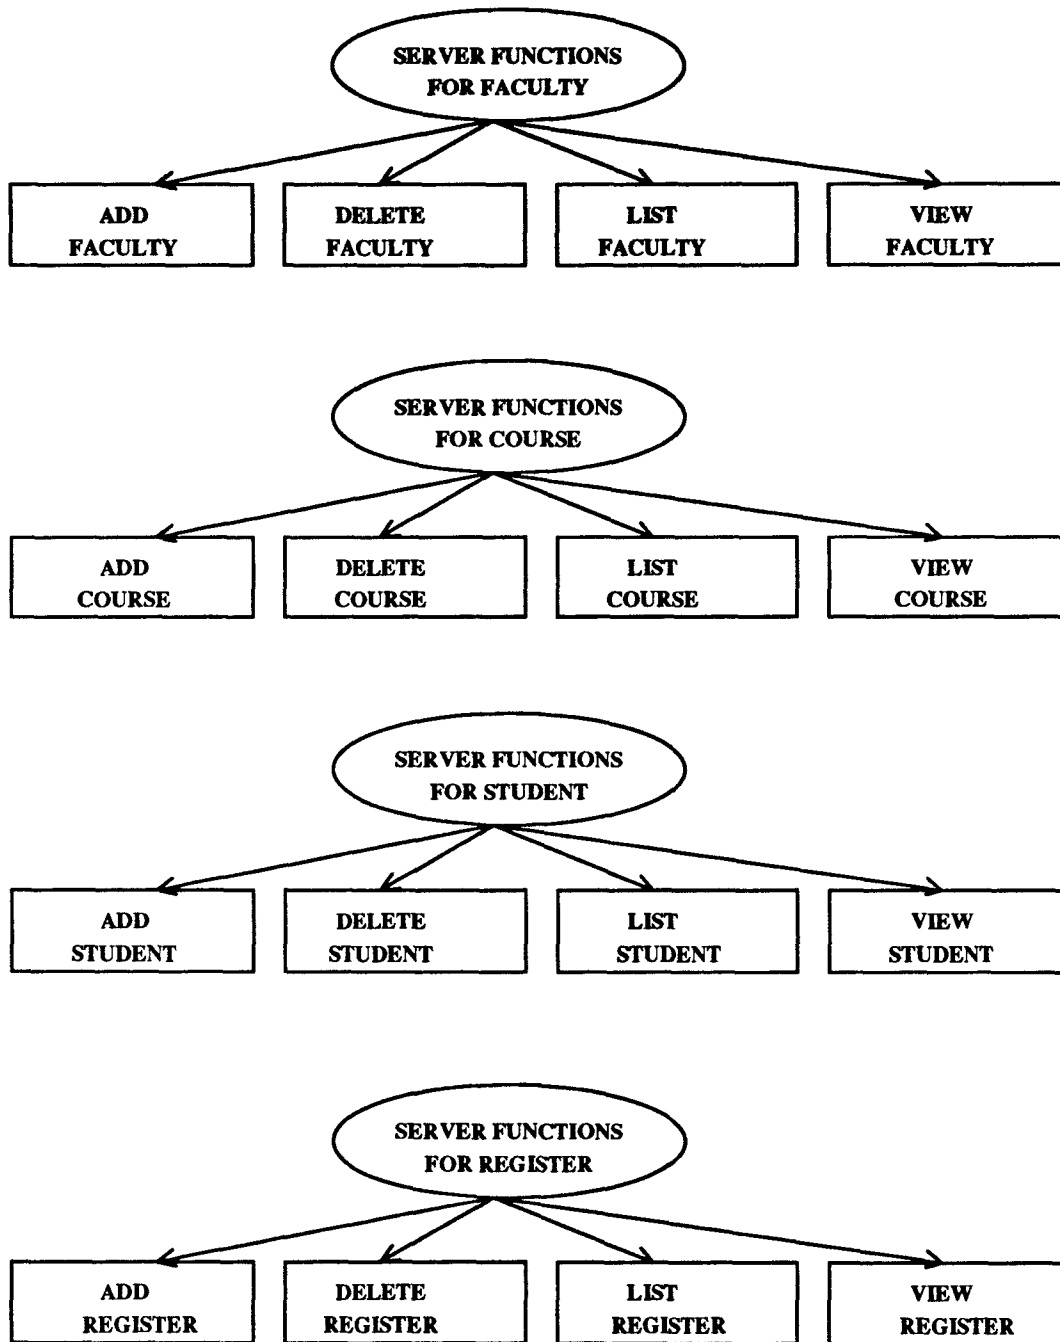 SERVER FUNCTIONS
FOR FACULTY
ADD
FACULTY
DELETE
FACULTY
LIST
FACULTY
VIEW
FACULTY
SERVER FUNCTIONS
FOR COURSE
ADD
COURSE
DELETE
COURSE
LIST
COURSE
VIEW
COURSE
SERVER FUNCTIONS
FOR STUDENT
ADD
STUDENT
DELETE
STUDENT
LIST
STUDENT
VIEW
STUDENT
SERVER FUNCTIONS
FOR REGISTER
ADD
REGISTER
DELETE
REGISTER
LIST
REGISTER
VIEW
REGISTER